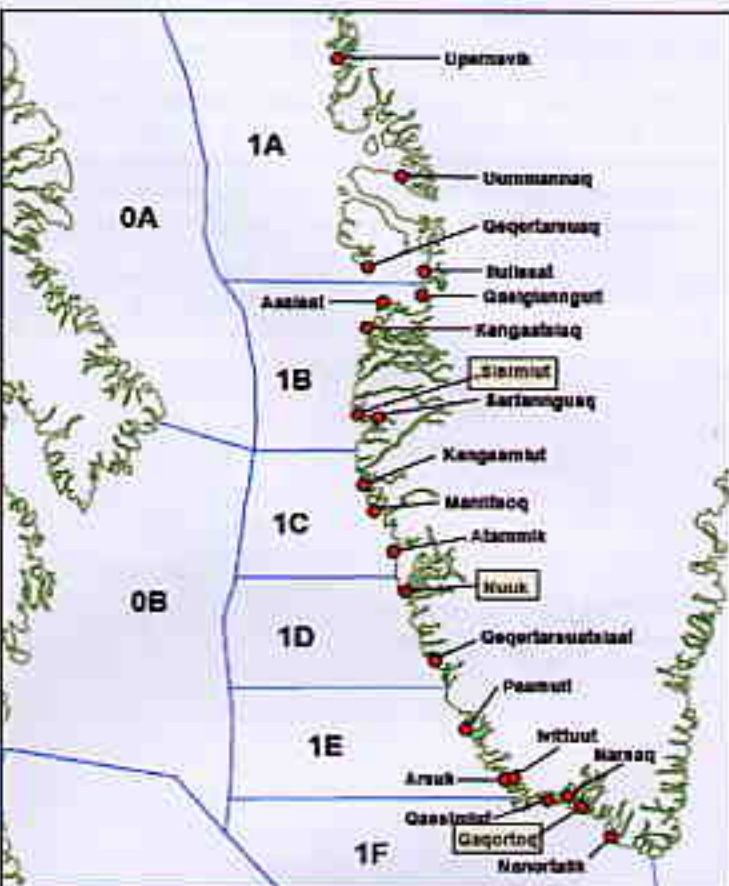 Upernavik
1A
Uummannaq
0A
Qeqertarsuaq
Ilulissat
Aasiaat
Qasigiannguit
Kangaatsiaq
1B
Sisimiut
Sarfannguaq
Kangaamiut
Maniitsoq
1C
Atammik
0B
Nuuk
1D
Qeqertarsuatsiaat
Paamiut
1E
Ivittuut
Narsaq
Arsuk
Qassimiut
Qaqortoq
1F
Nanortalik